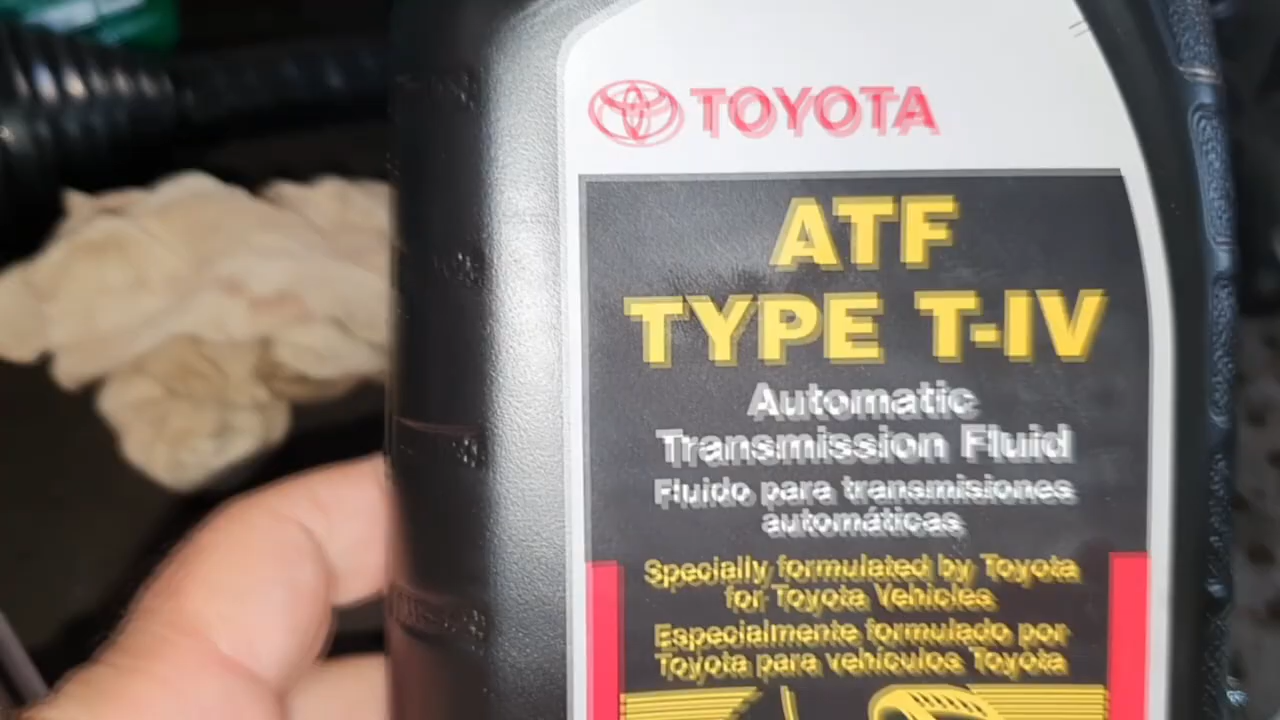 TOYOTA
ATF
TYPE T-IV
Automatic
Transmission Fluid
Fluido para transmisiones
automáticas
Specially formulated by Toyota
for Toyota Vehicles
Especialmente formulado por
Toyota para vehículos Toyota